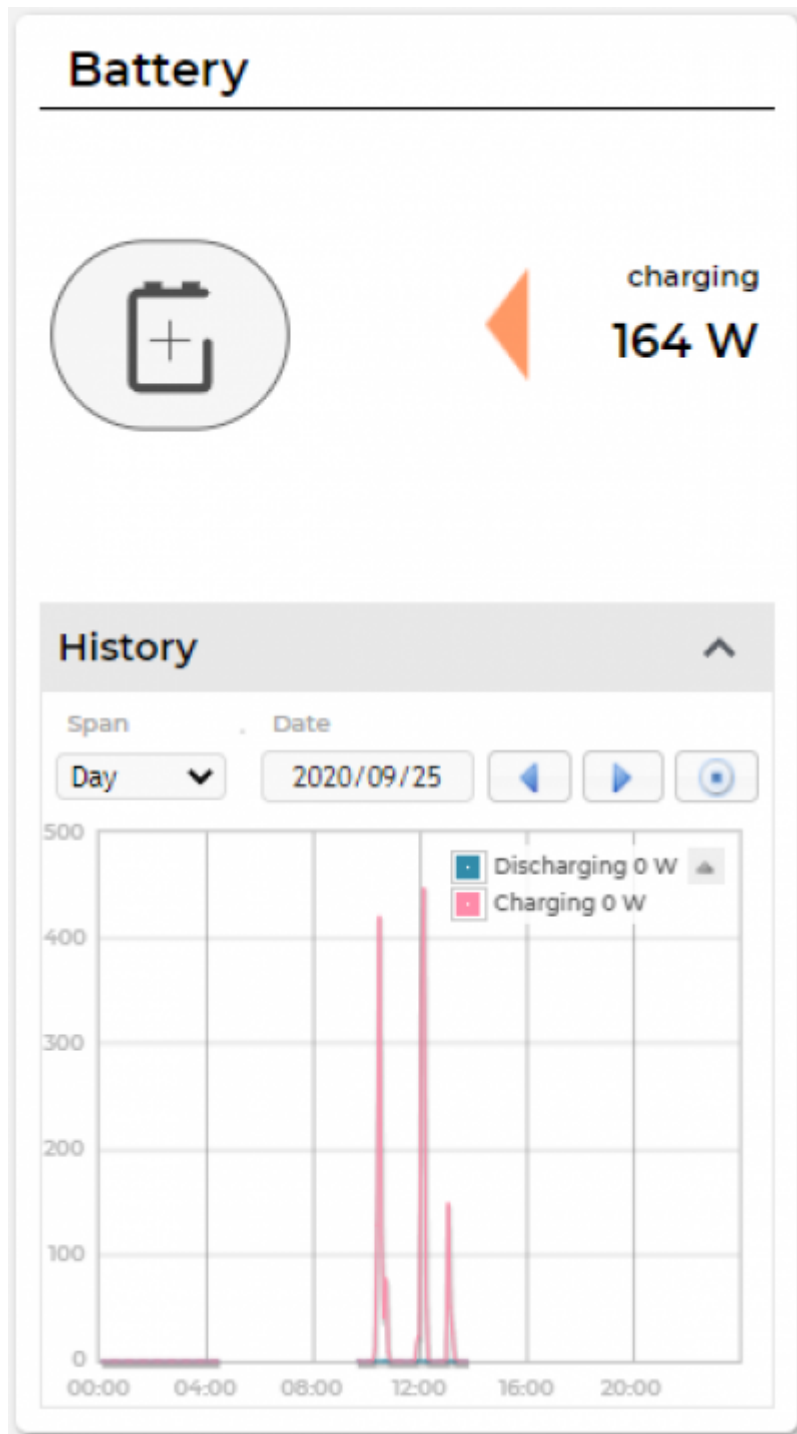 Battery
charging
164 W
History
Span . Date
Day 2020/09/25
500
Discharging 0 W
Charging 0 W
400
300
200
100
0
00:00 04:00 08:00 12:00 16:00 20:00